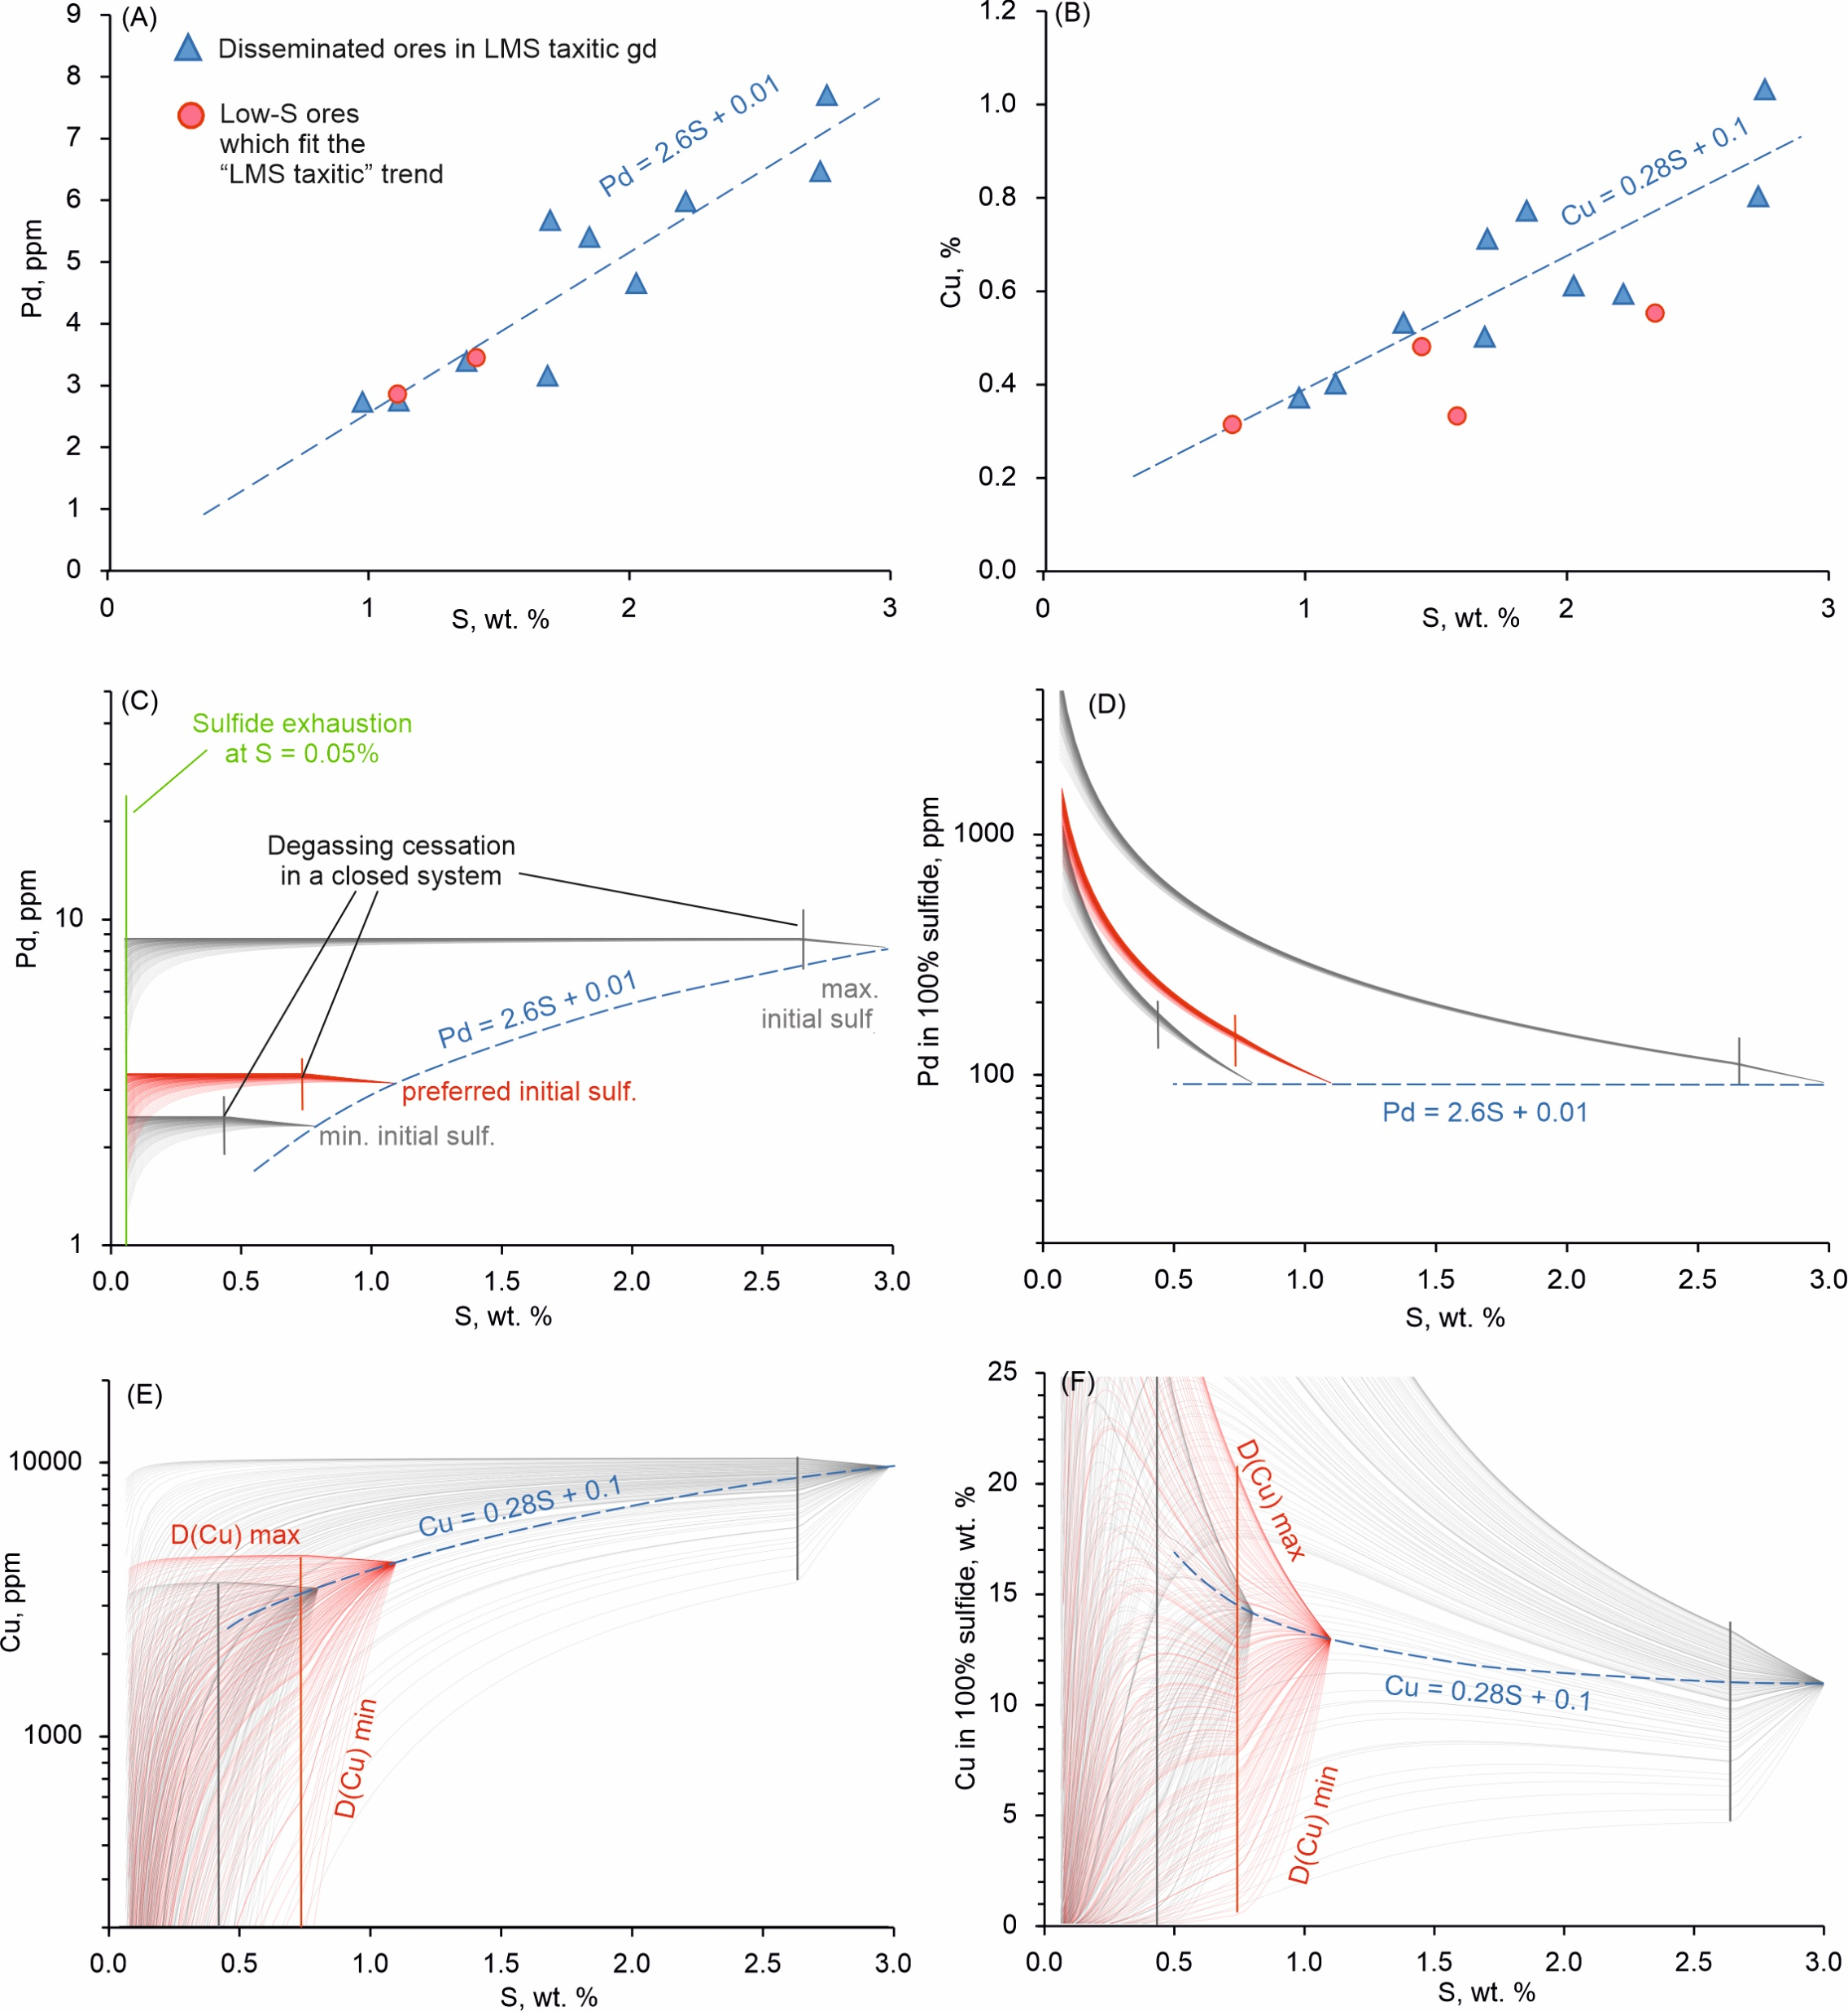 (A)
9
8
7
6
5
4
3
2
1
0
Pd, ppm
Disseminated ores in LMS taxitic gd
Low-S ores
which fit the
“LMS taxitic” trend
Pd = 2.6S + 0.01
0
1
2
3
S, wt. %
(B)
1.2
1.0
0.8
0.6
0.4
0.2
0.0
Cu, %
Cu = 0.28S + 0.1
0
1
2
3
S, wt. %
(C)
Sulfide exhaustion
at S = 0.05%
Degassing cessation
in a closed system
10
1
Pd, ppm
Pd = 2.6S + 0.01
max.
initial sulf.
preferred initial sulf.
min. initial sulf.
0.0
0.5
1.0
1.5
2.0
2.5
3.0
S, wt. %
(D)
1000
100
Pd in 100% sulfide, ppm
Pd = 2.6S + 0.01
0.0
0.5
1.0
1.5
2.0
2.5
3.0
S, wt. %
(E)
10000
1000
Cu, ppm
Cu = 0.28S + 0.1
D(Cu) max
D(Cu) min
0.0
0.5
1.0
1.5
2.0
2.5
3.0
S, wt. %
(F)
25
20
15
10
5
0
Cu in 100% sulfide, wt. %
D(Cu) max
Cu = 0.28S + 0.1
D(Cu) min
0.0
0.5
1.0
1.5
2.0
2.5
3.0
S, wt. %